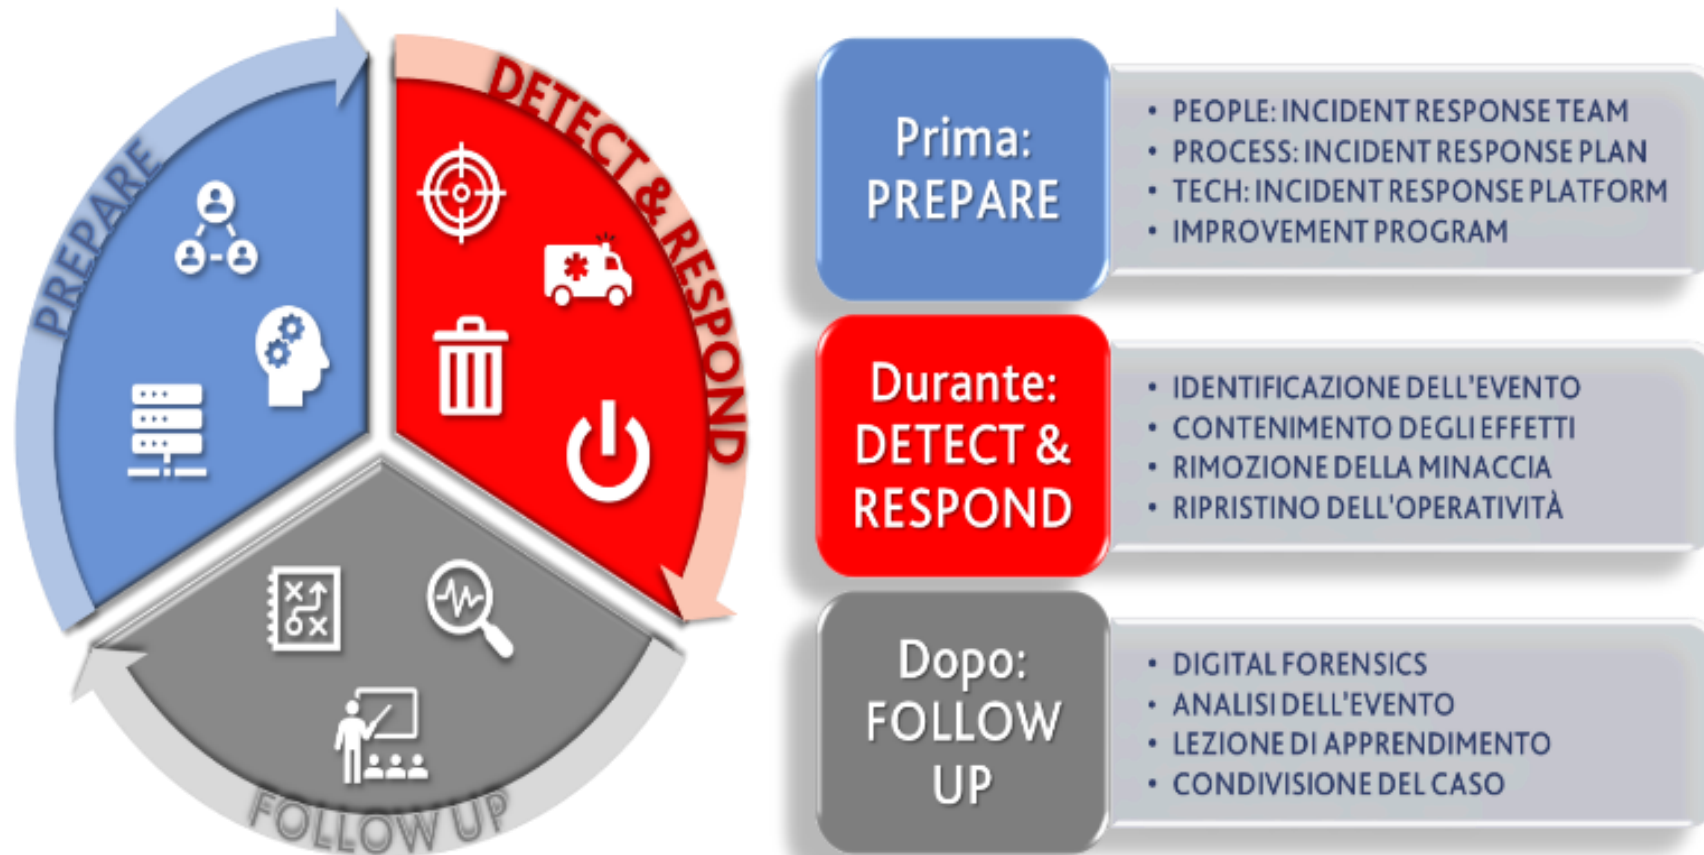 PREPARE
DETECT & RESPOND
FOLLOW UP
Prima:
PREPARE
• PEOPLE: INCIDENT RESPONSE TEAM
• PROCESS: INCIDENT RESPONSE PLAN
• TECH: INCIDENT RESPONSE PLATFORM
• IMPROVEMENT PROGRAM
Durante:
DETECT &
RESPOND
• IDENTIFICAZIONE DELL'EVENTO
• CONTENIMENTO DEGLI EFFETTI
• RIMOZIONE DELLA MINACCIA
• RIPRISTINO DELL'OPERATIVITÀ
Dopo:
FOLLOW
UP
• DIGITAL FORENSICS
• ANALISI DELL'EVENTO
• LEZIONE DI APPRENDIMENTO
• CONDIVISIONE DEL CASO